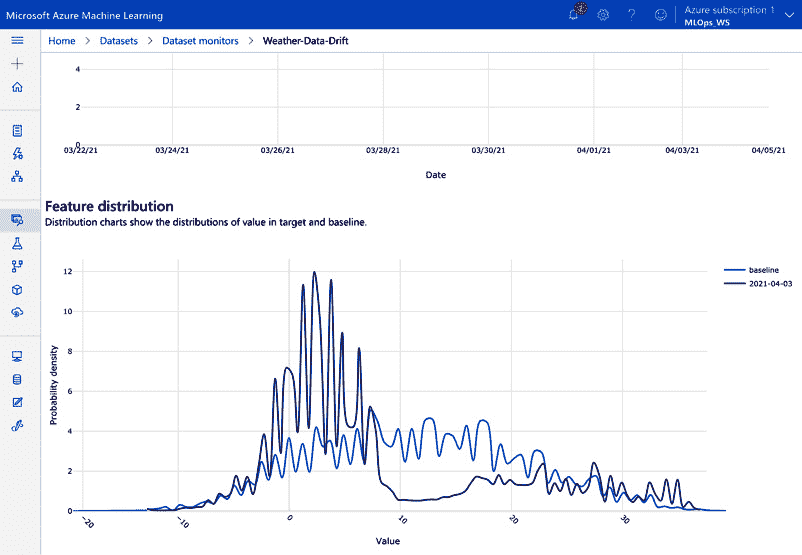 Microsoft Azure Machine Learning
Azure subscription 1
MLOps_WS
Home > Datasets > Dataset monitors > Weather-Data-Drift
4
2
0
03/22/21 03/24/21 03/26/21 03/28/21 03/30/21 04/01/21 04/03/21 04/05/21
Date
Feature distribution
Distribution charts show the distributions of value in target and baseline.
baseline
2021-04-03
Probability density
12
10
8
6
4
2
0
-20 -10 0 10 20 30
Value